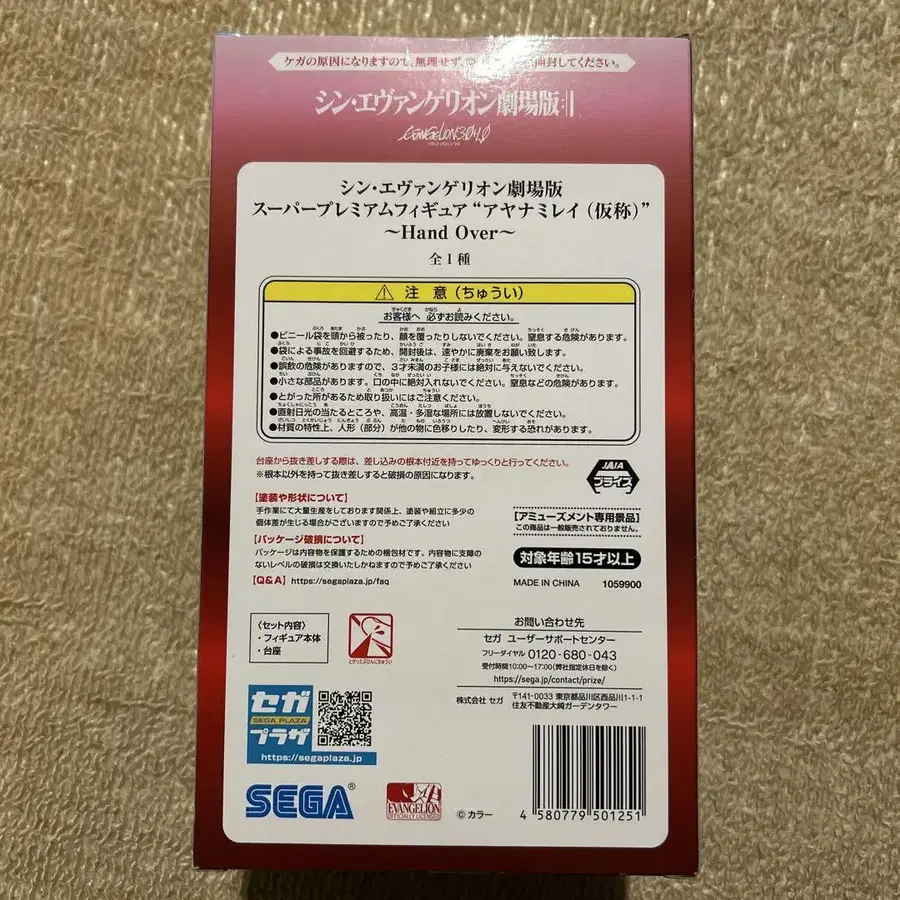 ケガの原因になりますので、無理せず、 開封してください。
シン・エヴァンゲリオン劇場版𝄇
EVANGELION:3.0+1.0
シン・エヴァンゲリオン劇場版
スーパープレミアムフィギュア“アヤナミレイ（仮称）”
～Hand Over～
全1種
⚠ 注 意（ちゅうい）
お客様へ 必ずお読みください。
●ビニール袋を頭から被ったり、顔を覆ったりしないでください。窒息する危険があります。
●袋による事故を回避するため、開封後は、速やかに廃棄をお願い致します。
●誤飲の危険がありますので、3才未満のお子様には絶対に与えないでください。
●小さな部品があります。口の中に絶対入れないでください。窒息などの危険があります。
●とがった所があるため取り扱いにはご注意ください。
●直射日光の当たるところや、高温・多湿な場所には放置しないでください。
●材質の特性上、人形（部分）が他の物に色移りしたり、変形する恐れがあります。
台座から抜き差しする際は、差し込みの根本付近を持ってゆっくりと行ってください。
※根本以外を持って抜き差しすると破損の原因になります。
JAIA
プライズ
【塗装や形状について】
手作業にて大量生産をしております関係上、塗装や組立に多少の
個体差が生じる場合がございますので予めご了承ください
【アミューズメント専用景品】
この商品は一般販売されておりません。
【パッケージ破損について】
パッケージは内容物を保護するための梱包材です。内容物に支障の
ないレベルの破損は交換いたしかねますので予めご了承ください
対象年齢15才以上
【Q&A】https://segaplaza.jp/faq
MADE IN CHINA 1059900
〈セット内容〉
・フィギュア本体
・台座
とがったぶひんにちゅうい
お問い合わせ先
セガ ユーザーサポートセンター
フリーダイヤル 0120-680-043
受付時間10:00～17:00（弊社指定休日を除く）
https://sega.jp/contact/prize/
株式会社 セガ 〒141-0033 東京都品川区西品川1-1-1
住友不動産大崎ガーデンタワー
セガ
SEGA PLAZA
プラザ
https://segaplaza.jp
SEGA®
EVANGELION
OFFICIALLY LICENSED
©カラー
4 580779 501251